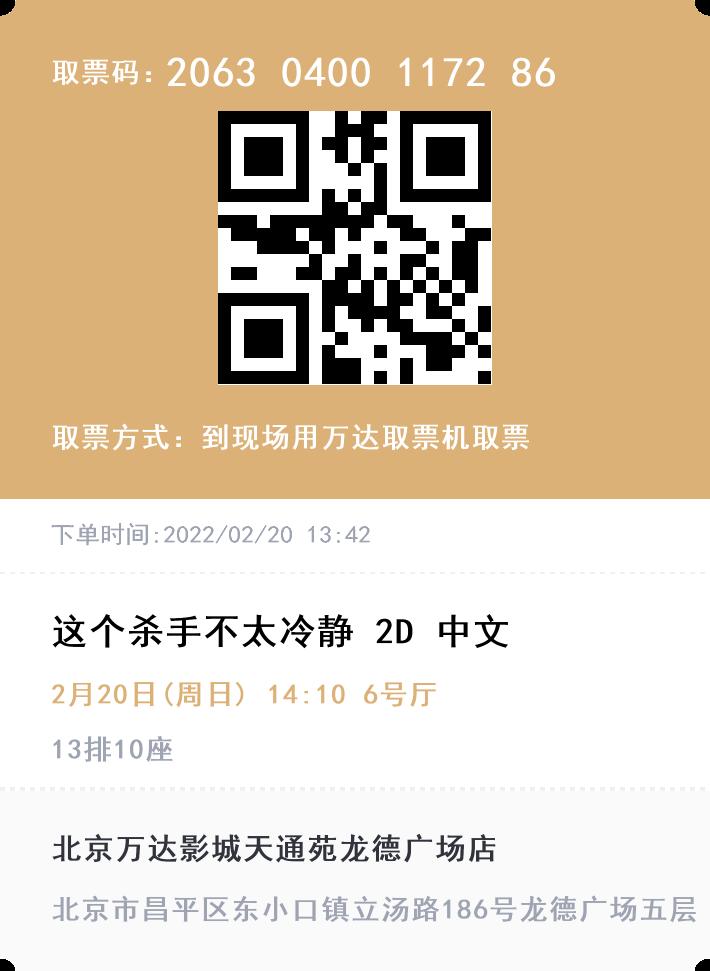 取票码：2063 0400 1172 86
取票方式：到现场用万达取票机取票
下单时间:2022/02/20 13:42
这个杀手不太冷静 2D 中文
2月20日(周日) 14:10 6号厅
13排10座
北京万达影城天通苑龙德广场店
北京市昌平区东小口镇立汤路186号龙德广场五层